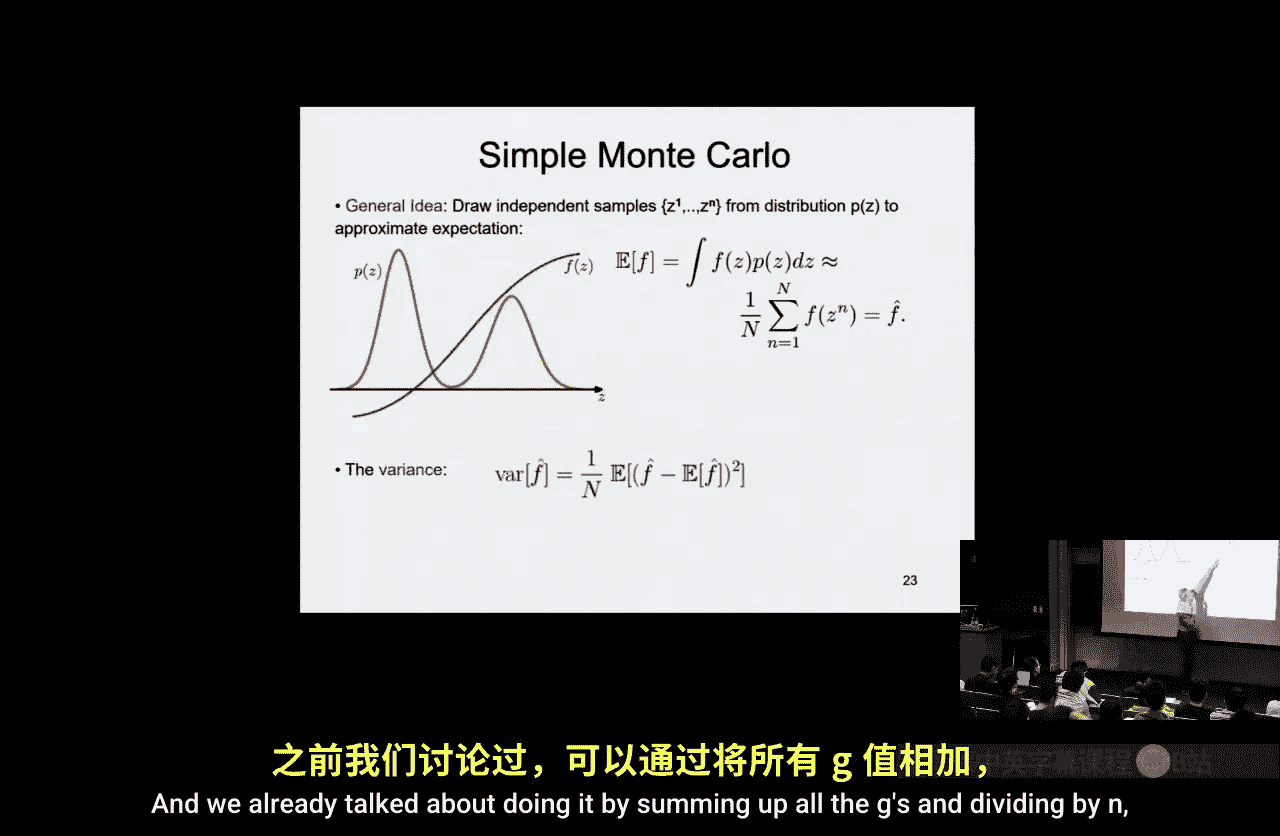 Simple Monte Carlo
• General Idea: Draw independent samples {z¹,..,zⁿ} from distribution p(z) to
approximate expectation:
p(z)
f(z)
z
𝔼[f] = ∫ f(z)p(z)dz ≈
1/N ∑_{n=1}^{N} f(zⁿ) = f̂.
• The variance: var[f̂] = 1/N 𝔼[(f̂ − 𝔼[f̂])²]
23
之前我们讨论过，可以通过将所有 g 值相加，
And we already talked about doing it by summing up all the g's and dividing by n,